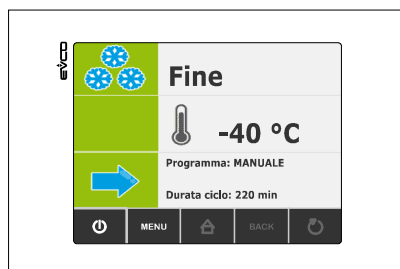 EVCO
Fine
-40 °C
Programma: MANUALE
Durata ciclo: 220 min
MENU
BACK